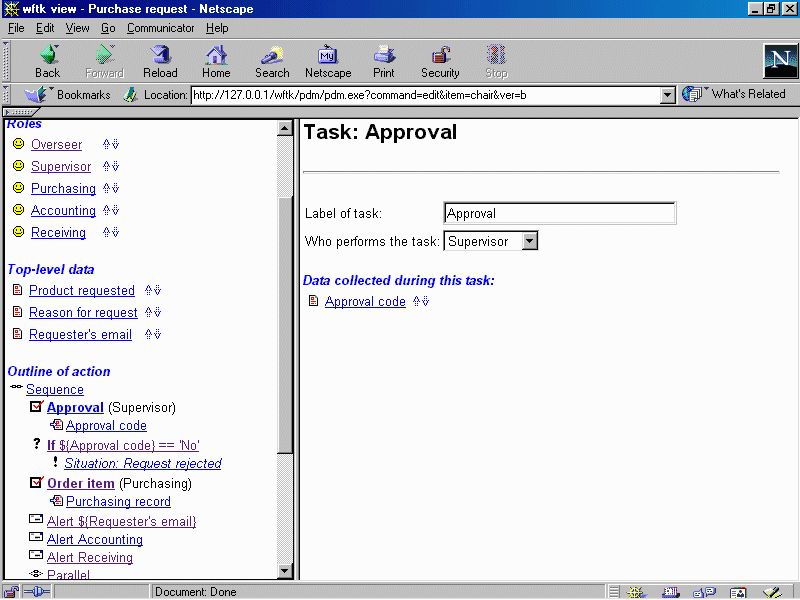 wftk view - Purchase request - Netscape
File Edit View Go Communicator Help
Back Forward Reload Home Search Netscape Print Security Stop
My
N
Bookmarks Location: http://127.0.0.1/wftk/pdm/pdm.exe?command=edit&item=chair&ver=b What's Related
Roles
Overseer
Supervisor
Purchasing
Accounting
Receiving
Top-level data
Product requested
Reason for request
Requester's email
Outline of action
Sequence
Approval (Supervisor)
Approval code
? If ${Approval code} == 'No'
! Situation: Request rejected
Order item (Purchasing)
Purchasing record
Alert ${Requester's email}
Alert Accounting
Alert Receiving
Parallel
Task: Approval
Label of task: Approval
Who performs the task: Supervisor
Data collected during this task:
Approval code
Document: Done